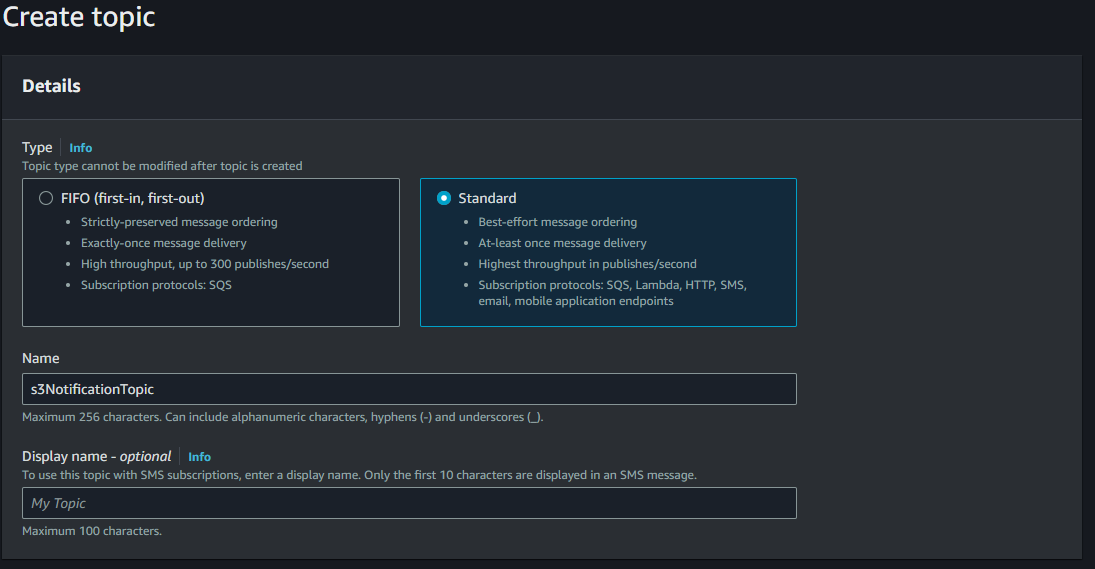 Create topic
Details
Type Info
Topic type cannot be modified after topic is created
FIFO (first-in, first-out)
• Strictly-preserved message ordering
• Exactly-once message delivery
• High throughput, up to 300 publishes/second
• Subscription protocols: SQS
Standard
• Best-effort message ordering
• At-least once message delivery
• Highest throughput in publishes/second
• Subscription protocols: SQS, Lambda, HTTP, SMS,
email, mobile application endpoints
Name
s3NotificationTopic
Maximum 256 characters. Can include alphanumeric characters, hyphens (-) and underscores (_).
Display name - optional Info
To use this topic with SMS subscriptions, enter a display name. Only the first 10 characters are displayed in an SMS message.
My Topic
Maximum 100 characters.